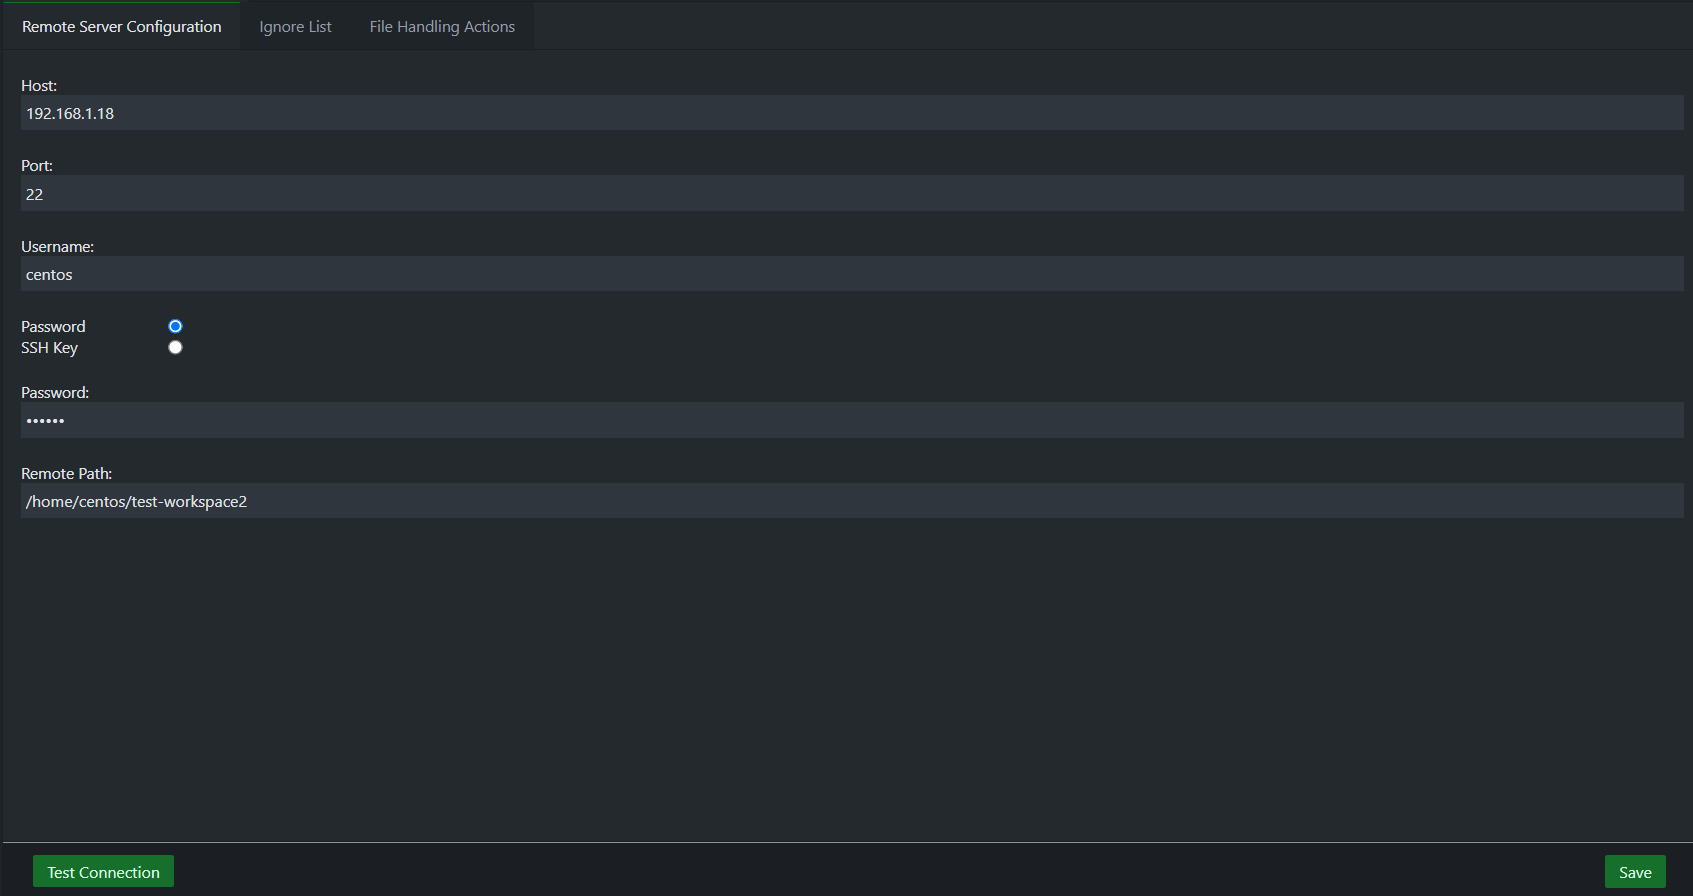 Remote Server Configuration Ignore List File Handling Actions
Host:
192.168.1.18
Port:
22
Username:
centos
Password
SSH Key
Password:
••••••
Remote Path:
/home/centos/test-workspace2
Test Connection Save